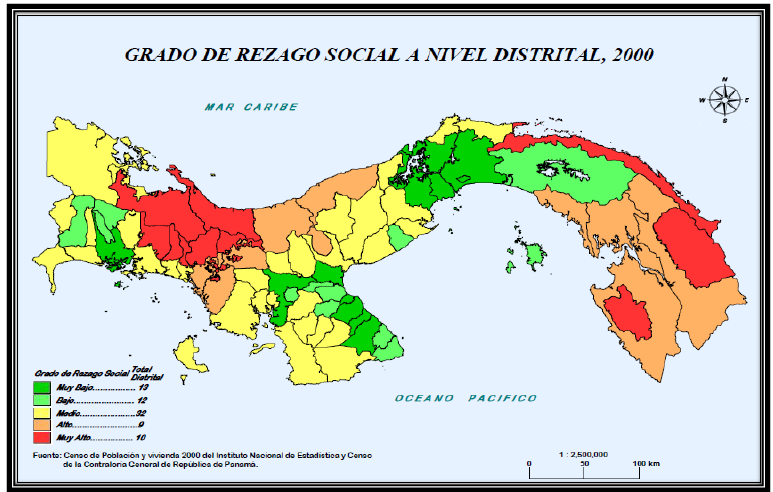 GRADO DE REZAGO SOCIAL A NIVEL DISTRITAL, 2000
MAR CARIBE
N
W E
S
OCEANO PACIFICO
Grado de Rezago Social Total Distrital
Muy Bajo................ 13
Bajo...................... 12
Medio.....................32
Alto....................... 9
Muy Alto................ 10
Fuente: Censo de Población y vivienda 2000 del Instituto Nacional de Estadística y Censo
de la Contraloria General de República de Panamá.
1 : 2,500,000
0 50 100 km